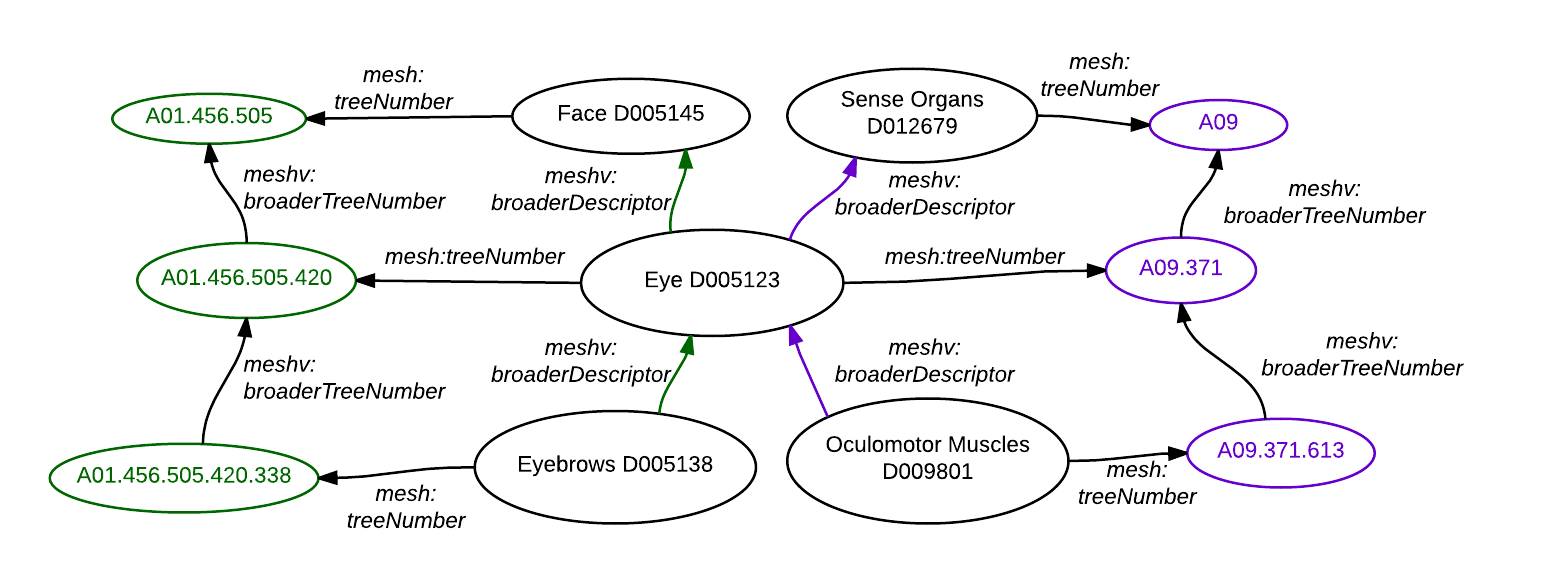 mesh:
treeNumber
mesh:
treeNumber
A01.456.505
Face D005145
Sense Organs
D012679
A09
meshv:
broaderTreeNumber
meshv:
broaderDescriptor
meshv:
broaderDescriptor
meshv:
broaderTreeNumber
A01.456.505.420
mesh:treeNumber
Eye D005123
mesh:treeNumber
A09.371
meshv:
broaderTreeNumber
meshv:
broaderDescriptor
meshv:
broaderDescriptor
meshv:
broaderTreeNumber
A01.456.505.420.338
Eyebrows D005138
Oculomotor Muscles
D009801
A09.371.613
mesh:
treeNumber
mesh:
treeNumber